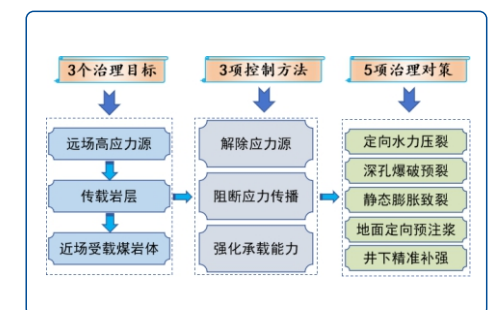 3个治理目标
3项控制方法
5项治理对策
远场高应力源
传载岩层
近场受载煤岩体
解除应力源
阻断应力传播
强化承载能力
定向水力压裂
深孔爆破预裂
静态膨胀致裂
地面定向预注浆
井下精准补强